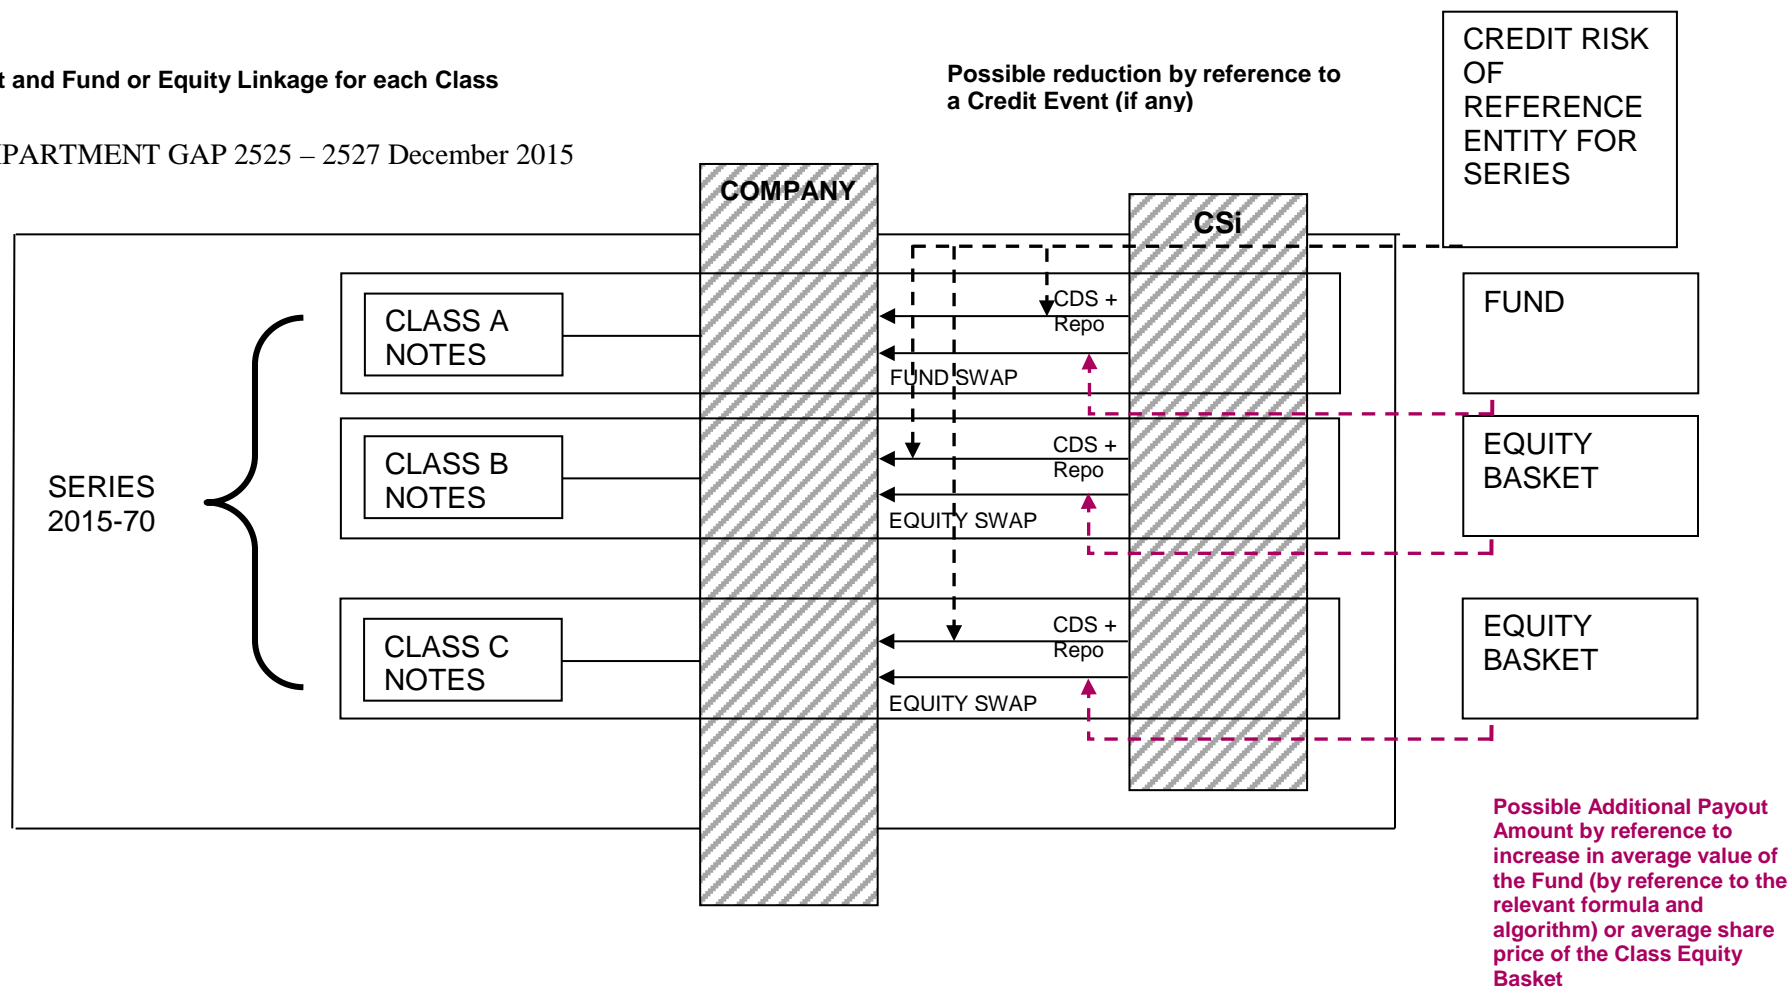 t and Fund or Equity Linkage for each Class
Possible reduction by reference to
a Credit Event (if any)
CREDIT RISK
OF
REFERENCE
ENTITY FOR
SERIES
PARTMENT GAP 2525 – 2527 December 2015
COMPANY
CSi
CLASS A
NOTES
CDS +
Repo
FUND SWAP
FUND
CLASS B
NOTES
CDS +
Repo
EQUITY SWAP
EQUITY
BASKET
SERIES
2015-70
CLASS C
NOTES
CDS +
Repo
EQUITY SWAP
EQUITY
BASKET
Possible Additional Payout
Amount by reference to
increase in average value of
the Fund (by reference to the
relevant formula and
algorithm) or average share
price of the Class Equity
Basket